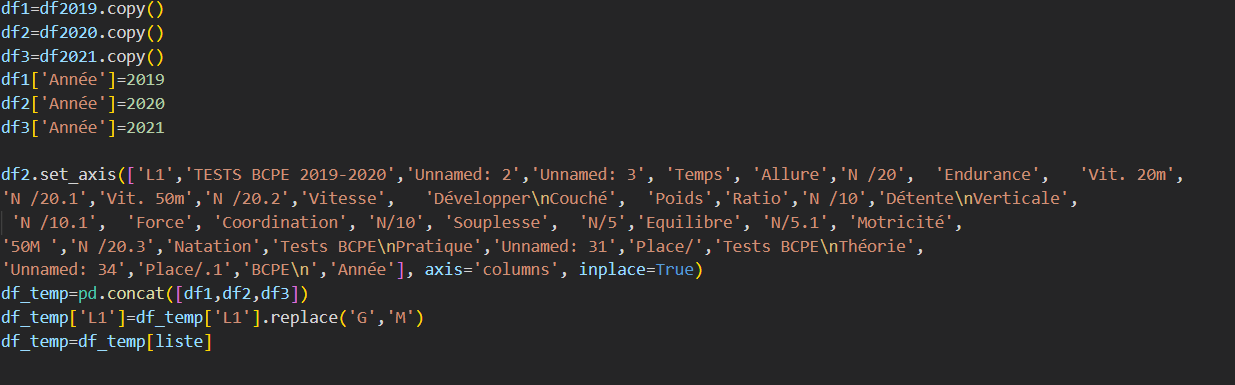 df1=df2019.copy()
df2=df2020.copy()
df3=df2021.copy()
df1['Année']=2019
df2['Année']=2020
df3['Année']=2021
df2.set_axis(['L1','TESTS BCPE 2019-2020','Unnamed: 2','Unnamed: 3', 'Temps', 'Allure','N /20',  'Endurance',   'Vit. 20m',
'N /20.1','Vit. 50m','N /20.2','Vitesse',   'Développer\nCouché',  'Poids','Ratio','N /10','Détente\nVerticale',
 'N /10.1',  'Force', 'Coordination', 'N/10', 'Souplesse',  'N/5','Equilibre', 'N/5.1', 'Motricité',
'50M ','N /20.3','Natation','Tests BCPE\nPratique','Unnamed: 31','Place/','Tests BCPE\nThéorie',
'Unnamed: 34','Place/.1','BCPE\n','Année'], axis='columns', inplace=True)
df_temp=pd.concat([df1,df2,df3])
df_temp['L1']=df_temp['L1'].replace('G','M')
df_temp=df_temp[liste]